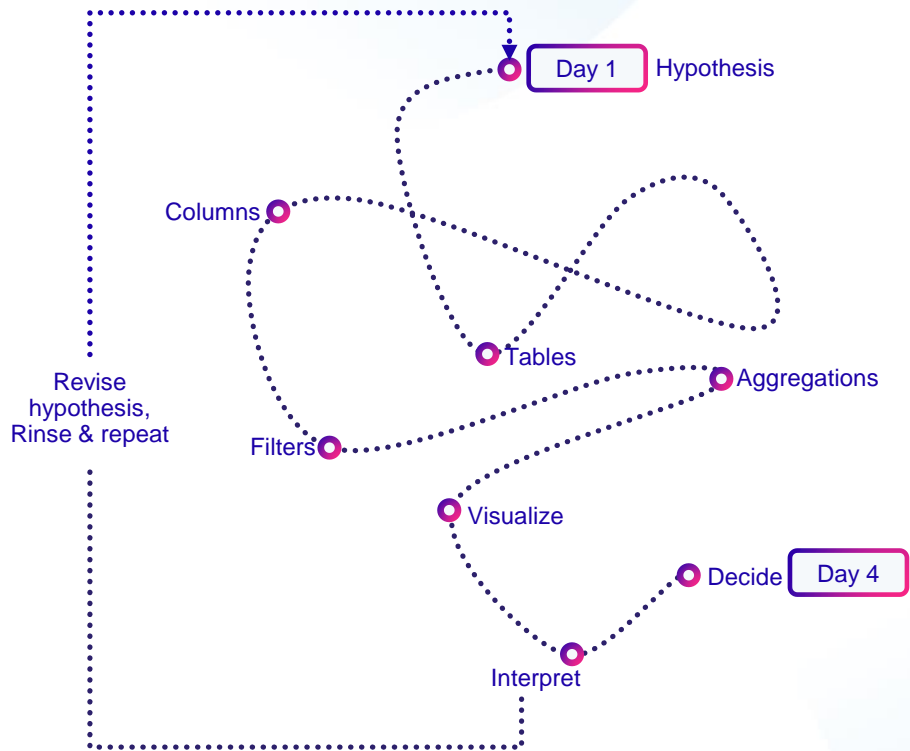 Day 1 Hypothesis
Columns
Tables
Aggregations
Revise
hypothesis,
Rinse & repeat
Filters
Visualize
Decide Day 4
Interpret